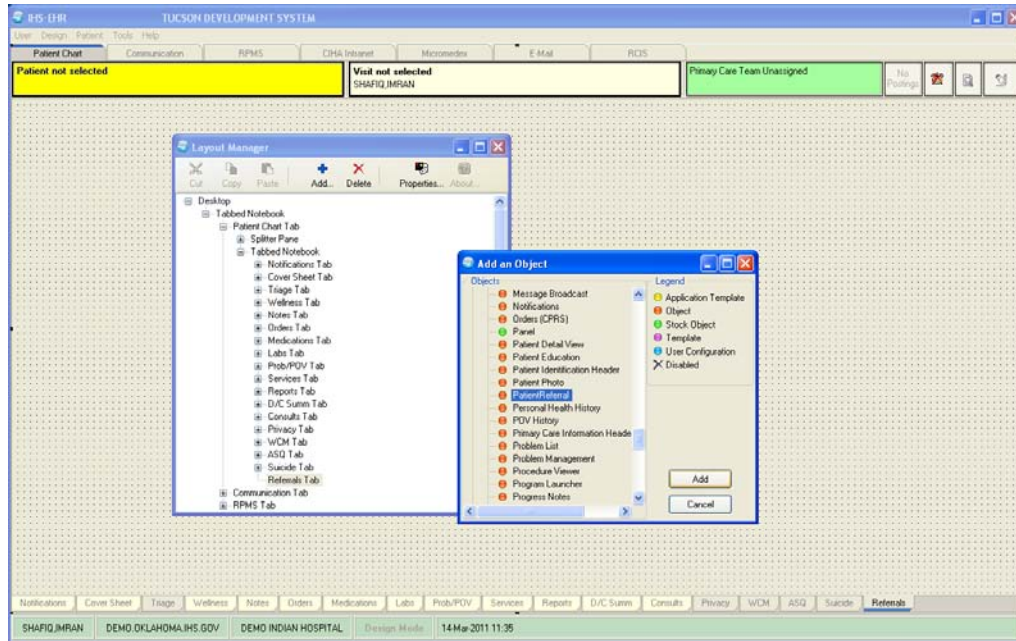 IHS-EHR TUCSON DEVELOPMENT SYSTEM
User Design Patient Tools Help
Patient Chart Communication RPMS CIHA Intranet Micromedex E-Mail RCIS
Patient not selected
Visit not selected
SHAFIQ,IMRAN
Primary Care Team Unassigned
No
Postings
Layout Manager
Cut Copy Paste Add... Delete Properties... About...
Desktop
Tabbed Notebook
Patient Chart Tab
Splitter Pane
Tabbed Notebook
Notifications Tab
Cover Sheet Tab
Triage Tab
Wellness Tab
Notes Tab
Orders Tab
Medications Tab
Labs Tab
Prob/POV Tab
Services Tab
Reports Tab
D/C Summ Tab
Consults Tab
Privacy Tab
WCM Tab
ASQ Tab
Suicide Tab
Referrals Tab
Communication Tab
RPMS Tab
Add an Object
Objects
Message Broadcast
Notifications
Orders (CPRS)
Panel
Patient Detail View
Patient Education
Patient Identification Header
Patient Photo
PatientReferral
Personal Health History
POV History
Primary Care Information Heade
Problem List
Problem Management
Procedure Viewer
Program Launcher
Progress Notes
Legend
Application Template
Object
Stock Object
Template
User Configuration
Disabled
Add
Cancel
Notifications Cover Sheet Triage Wellness Notes Orders Medications Labs Prob/POV Services Reports D/C Summ Consults Privacy WCM ASQ Suicide Referrals
SHAFIQ,IMRAN DEMO.OKLAHOMA.IHS.GOV DEMO INDIAN HOSPITAL Design Mode 14-Mar-2011 11:35